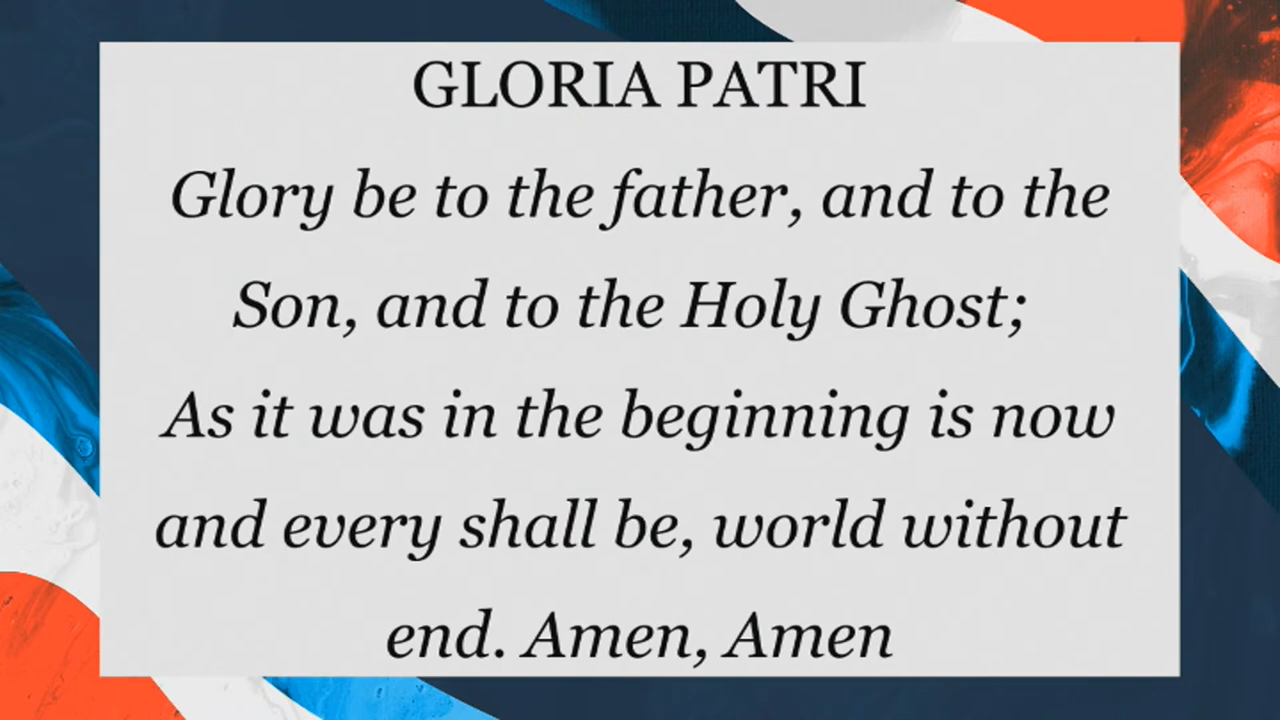 GLORIA PATRI
Glory be to the father, and to the
Son, and to the Holy Ghost;
As it was in the beginning is now
and every shall be, world without
end. Amen, Amen